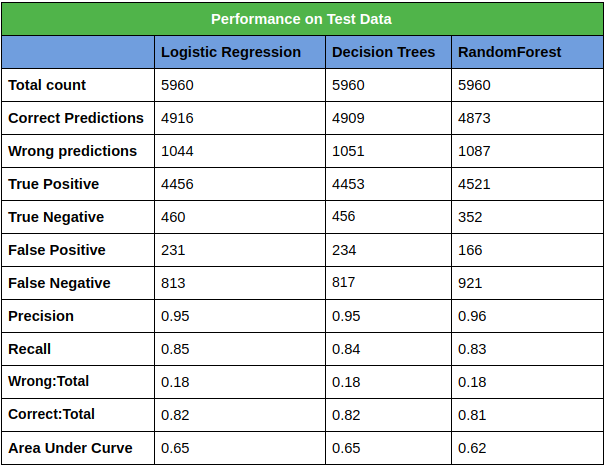 Performance on Test Data
Logistic Regression Decision Trees RandomForest
Total count 5960 5960 5960
Correct Predictions 4916 4909 4873
Wrong predictions 1044 1051 1087
True Positive 4456 4453 4521
True Negative 460 456 352
False Positive 231 234 166
False Negative 813 817 921
Precision 0.95 0.95 0.96
Recall 0.85 0.84 0.83
Wrong:Total 0.18 0.18 0.18
Correct:Total 0.82 0.82 0.81
Area Under Curve 0.65 0.65 0.62